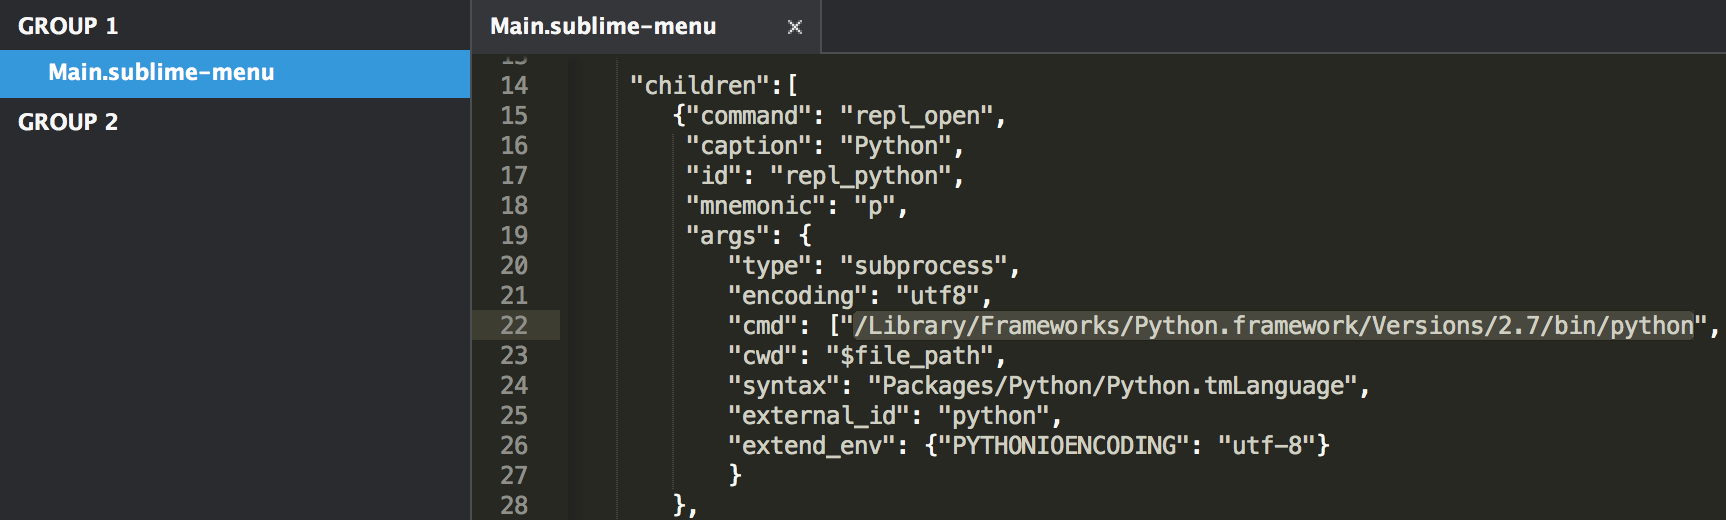 GROUP 1
Main.sublime-menu
GROUP 2
Main.sublime-menu ×
14 "children":[
15 {"command": "repl_open",
16 "caption": "Python",
17 "id": "repl_python",
18 "mnemonic": "p",
19 "args": {
20 "type": "subprocess",
21 "encoding": "utf8",
22 "cmd": ["/Library/Frameworks/Python.framework/Versions/2.7/bin/python",
23 "cwd": "$file_path",
24 "syntax": "Packages/Python/Python.tmLanguage",
25 "external_id": "python",
26 "extend_env": {"PYTHONIOENCODING": "utf-8"}
27 }
28 },